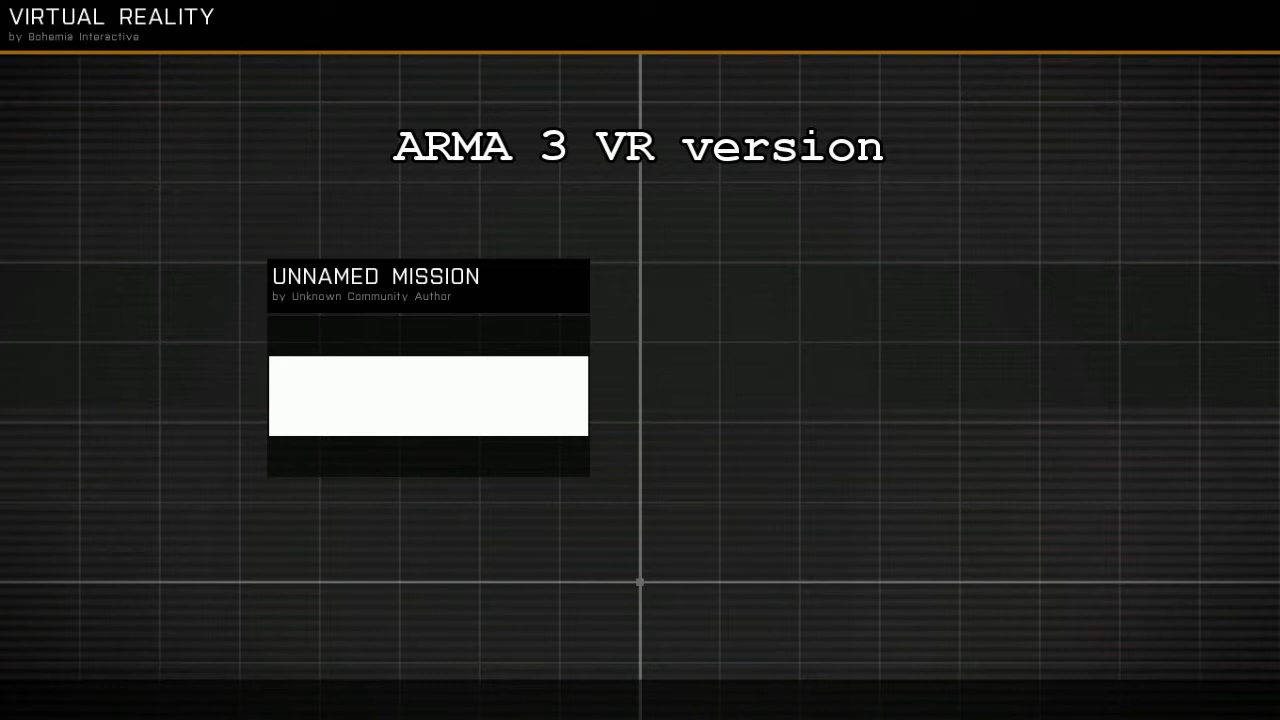 VIRTUAL REALITY
by Bohemia Interactive
ARMA 3 VR version
UNNAMED MISSION
by Unknown Community Author